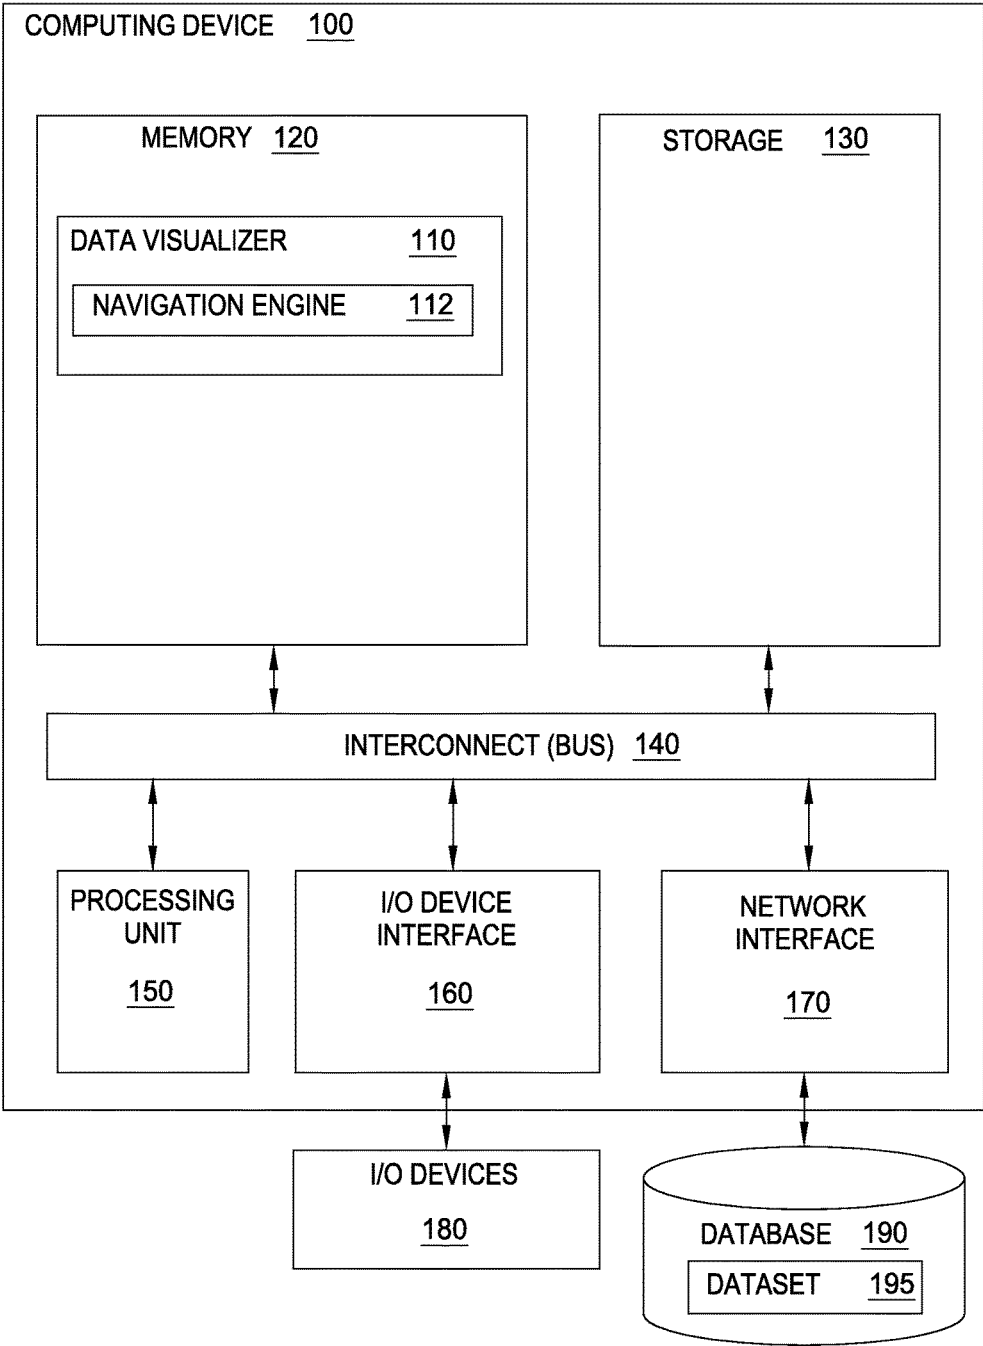 COMPUTING DEVICE 100
MEMORY 120
STORAGE 130
DATA VISUALIZER 110
NAVIGATION ENGINE 112
INTERCONNECT (BUS) 140
PROCESSING
UNIT
150
I/O DEVICE
INTERFACE
160
NETWORK
INTERFACE
170
I/O DEVICES
180
DATABASE 190
DATASET 195